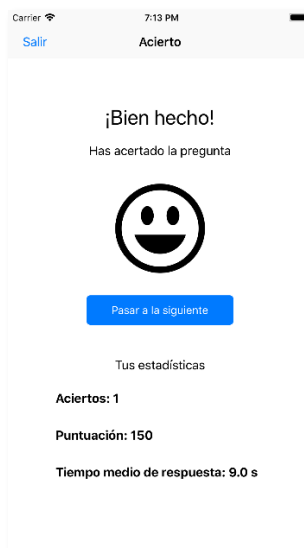 Carrier 7:13 PM
Salir Acierto
¡Bien hecho!
Has acertado la pregunta
Pasar a la siguiente
Tus estadísticas
Aciertos: 1
Puntuación: 150
Tiempo medio de respuesta: 9.0 s